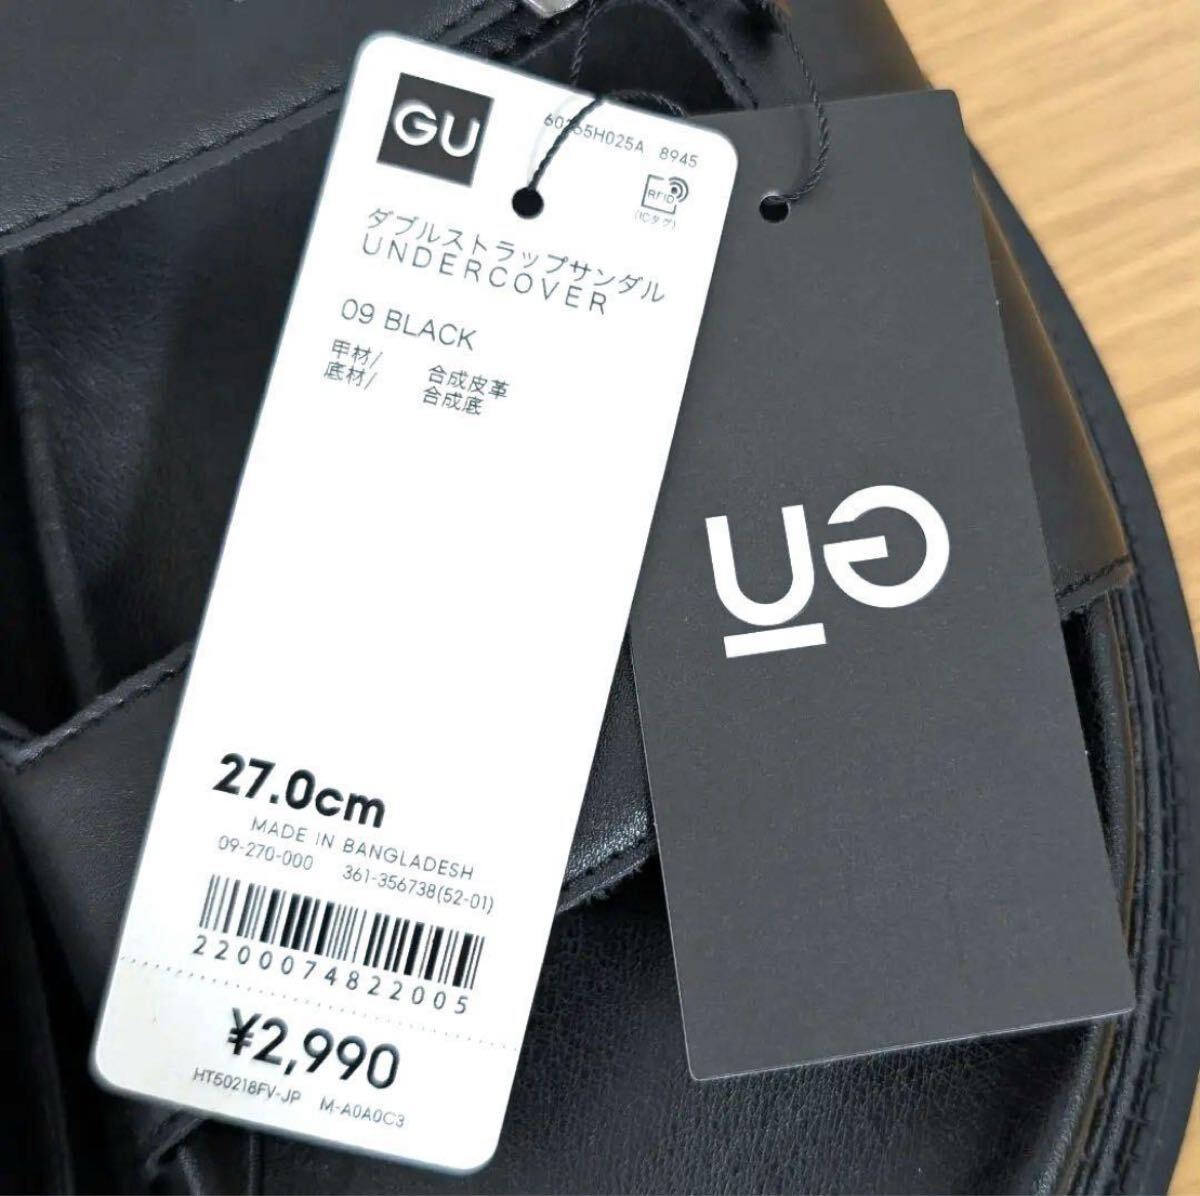 GU
8945
RFID
(ICタグ)
ダブルストラップサンダル
UNDERCOVER
09 BLACK
甲材/ 合成皮革
底材/ 合成底
27.0cm
MADE IN BANGLADESH
09-270-000 361-356738(52-01)
2200074822005
¥2,990
HT50218FV-JP M-A0A0C3
GU